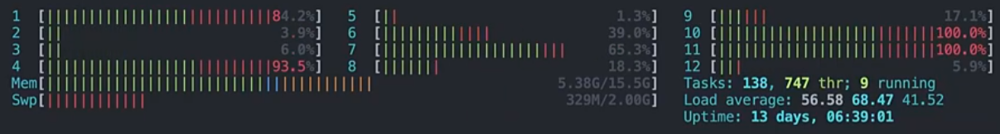 1 [84.2%] 5 [1.3%] 9 [17.1%]
2 [3.9%] 6 [39.0%] 10 [100.0%]
3 [6.0%] 7 [65.3%] 11 [100.0%]
4 [93.5%] 8 [18.3%] 12 [5.9%]
Mem[5.38G/15.5G] Tasks: 138, 747 thr; 9 running
Swp[329M/2.00G] Load average: 56.58 68.47 41.52
Uptime: 13 days, 06:39:01